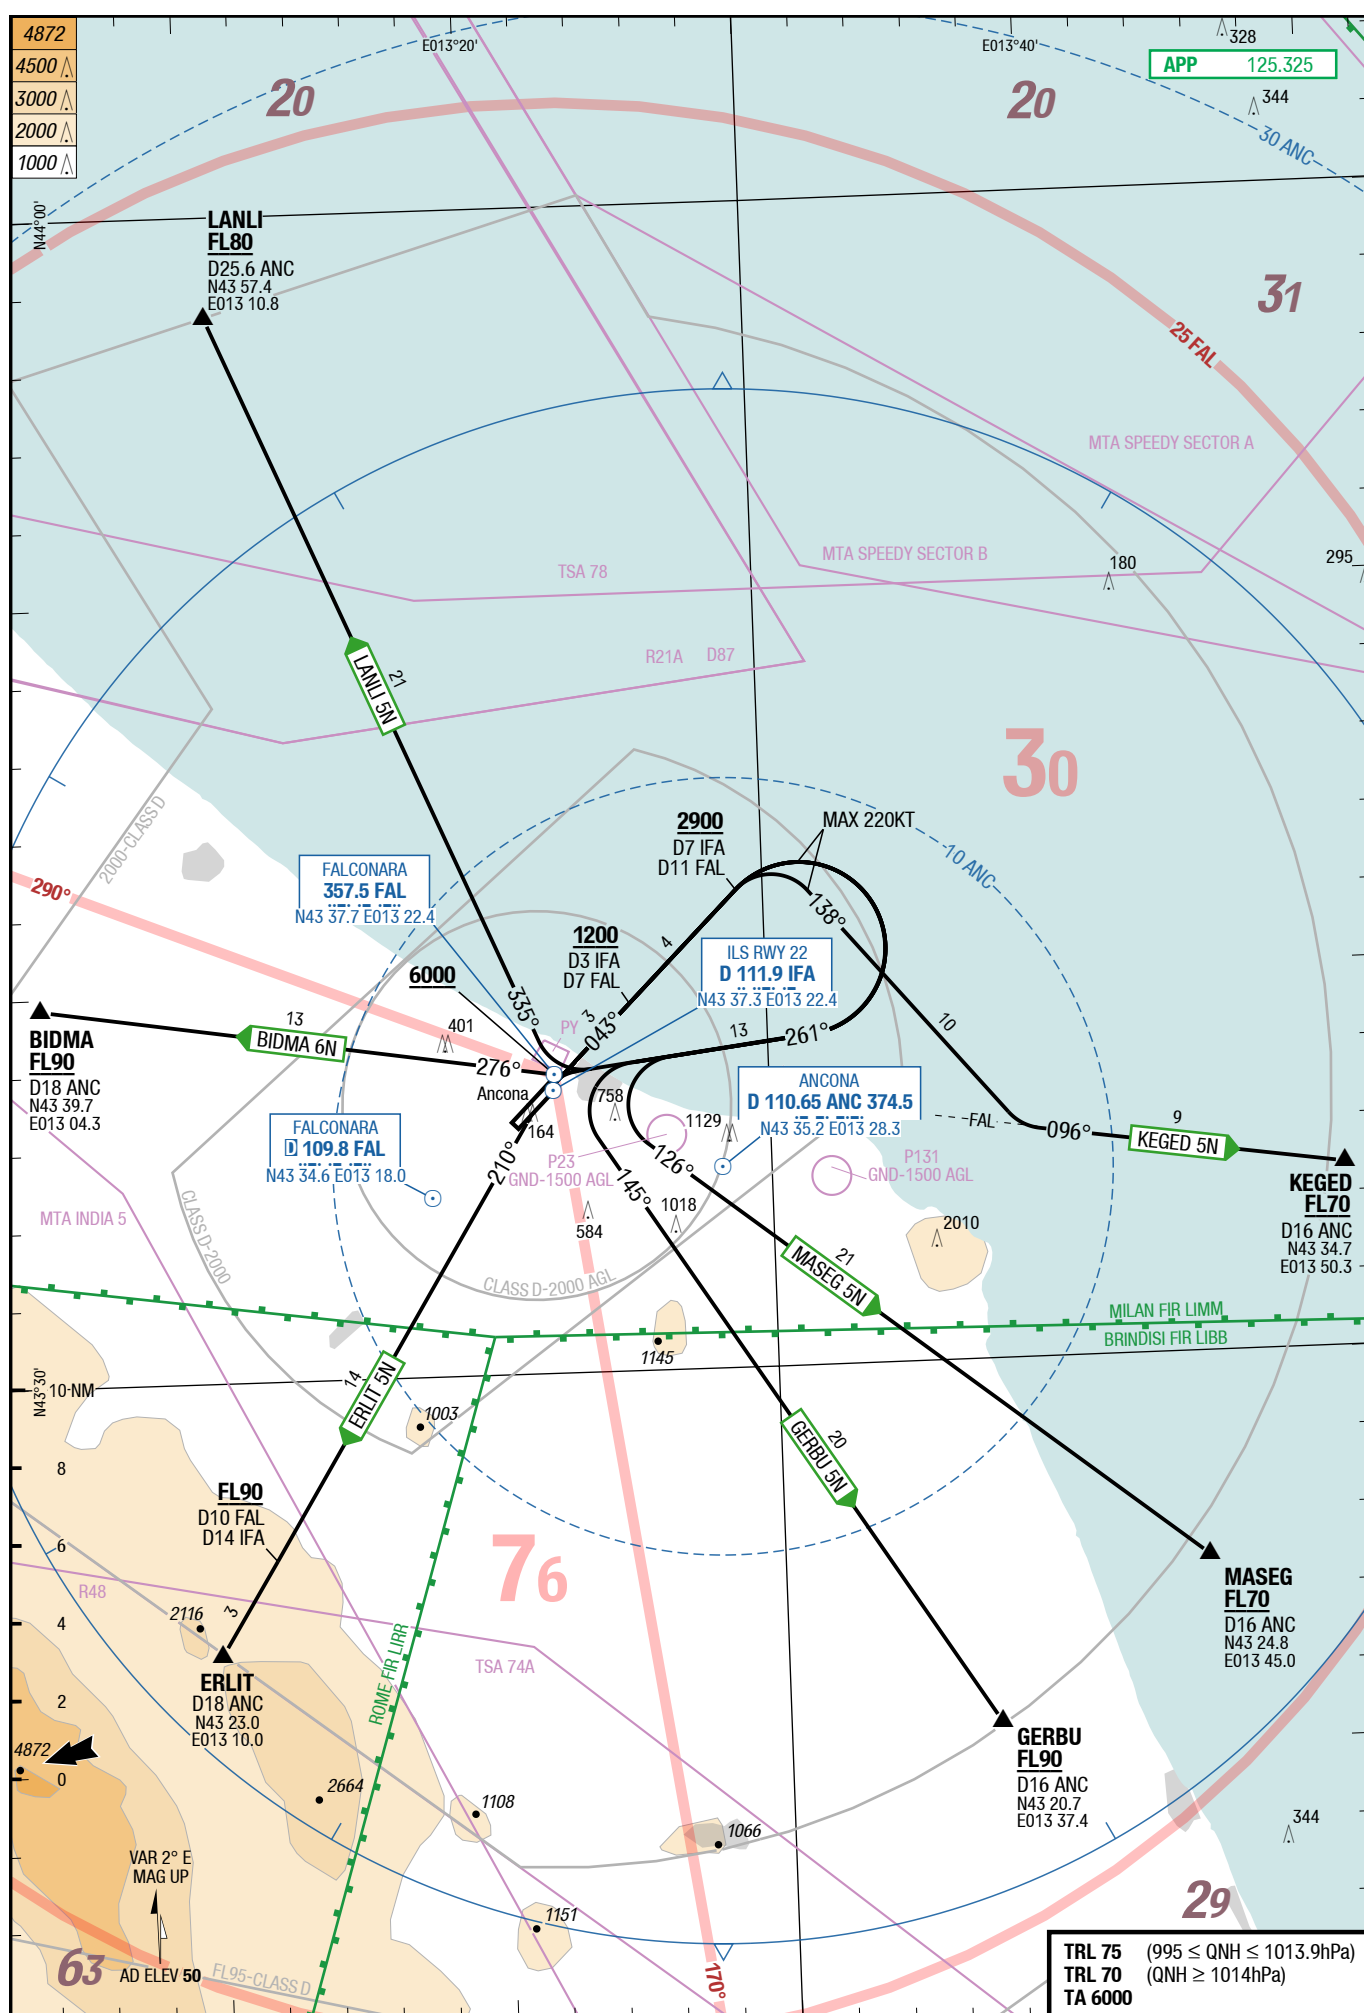 4872
4500
3000
2000
1000
E013°20'
E013°40'
328
APP 125.325
344
20
20
30 ANC
N44°00'
LANLI
FL80
D25.6 ANC
N43 57.4
E013 10.8
31
25 FAL
MTA SPEEDY SECTOR A
MTA SPEEDY SECTOR B
180
295
TSA 78
R21A
D87
21
LANLI 5N
30
2000-CLASS D
290°
FALCONARA
357.5 FAL
N43 37.7 E013 22.4
2900
D7 IFA
D11 FAL
MAX 220KT
10 ANC
138°
4
1200
D3 IFA
D7 FAL
ILS RWY 22
D 111.9 IFA
N43 37.3 E013 22.4
6000
335°
3
043°
PY
13
261°
10
BIDMA
FL90
D18 ANC
N43 39.7
E013 04.3
13
BIDMA 6N
401
276°
Ancona
164
758
1129
ANCONA
D 110.65 ANC 374.5
N43 35.2 E013 28.3
FAL
096°
9
KEGED 5N
KEGED
FL70
D16 ANC
N43 34.7
E013 50.3
FALCONARA
D 109.8 FAL
N43 34.6 E013 18.0
210°
P23
GND-1500 AGL
126°
145°
P131
GND-1500 AGL
584
1018
2010
MTA INDIA 5
CLASS D-2000
CLASS D-2000 AGL
21
MASEG 5N
MILAN FIR LIMM
BRINDISI FIR LIBB
1145
N43°30'
10-NM
14
ERLIT 5N
1003
8
20
GERBU 5N
FL90
D10 FAL
D14 IFA
6
76
R48
MASEG
FL70
D16 ANC
N43 24.8
E013 45.0
4
2116
3
ROME FIR LIRR
TSA 74A
ERLIT
D18 ANC
N43 23.0
E013 10.0
2
4872
0
GERBU
FL90
D16 ANC
N43 20.7
E013 37.4
2664
1108
1066
344
VAR 2° E
MAG UP
1151
29
63
AD ELEV 50
FL95-CLASS D
170°
TRL 75 (995 ≤ QNH ≤ 1013.9hPa)
TRL 70 (QNH ≥ 1014hPa)
TA 6000